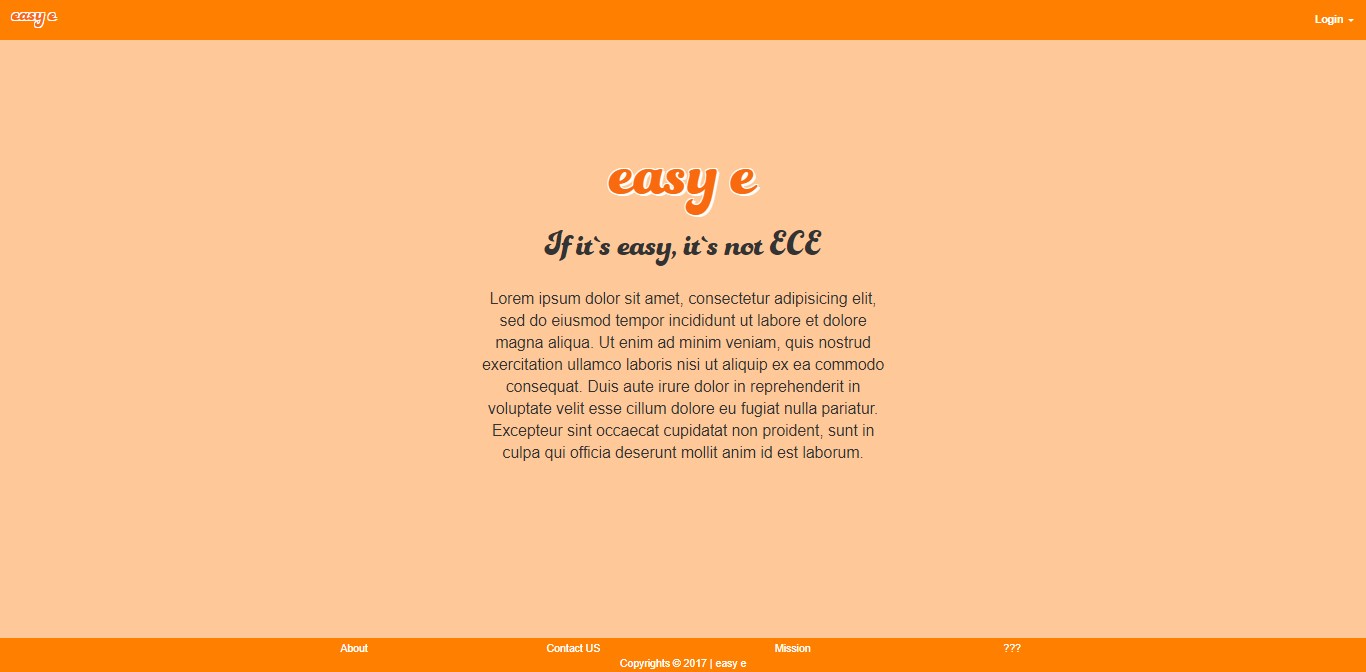 easy e
Login
easy e
If it`s easy, it`s not ECE
Lorem ipsum dolor sit amet, consectetur adipisicing elit,
sed do eiusmod tempor incididunt ut labore et dolore
magna aliqua. Ut enim ad minim veniam, quis nostrud
exercitation ullamco laboris nisi ut aliquip ex ea commodo
consequat. Duis aute irure dolor in reprehenderit in
voluptate velit esse cillum dolore eu fugiat nulla pariatur.
Excepteur sint occaecat cupidatat non proident, sunt in
culpa qui officia deserunt mollit anim id est laborum.
About Contact US Mission ???
Copyrights © 2017 | easy e